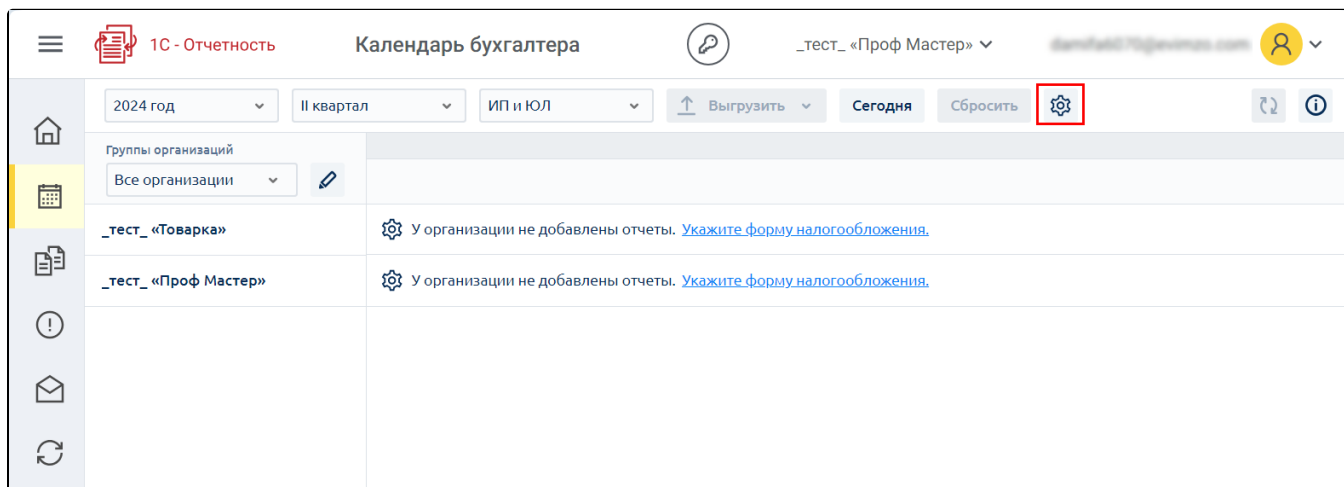 1С - Отчетность
Календарь бухгалтера
_тест_ «Проф Мастер»
2024 год
II квартал
ИП и ЮЛ
Выгрузить
Сегодня
Сбросить
Группы организаций
Все организации
_тест_ «Товарка»
У организации не добавлены отчеты. Укажите форму налогообложения.
_тест_ «Проф Мастер»
У организации не добавлены отчеты. Укажите форму налогообложения.